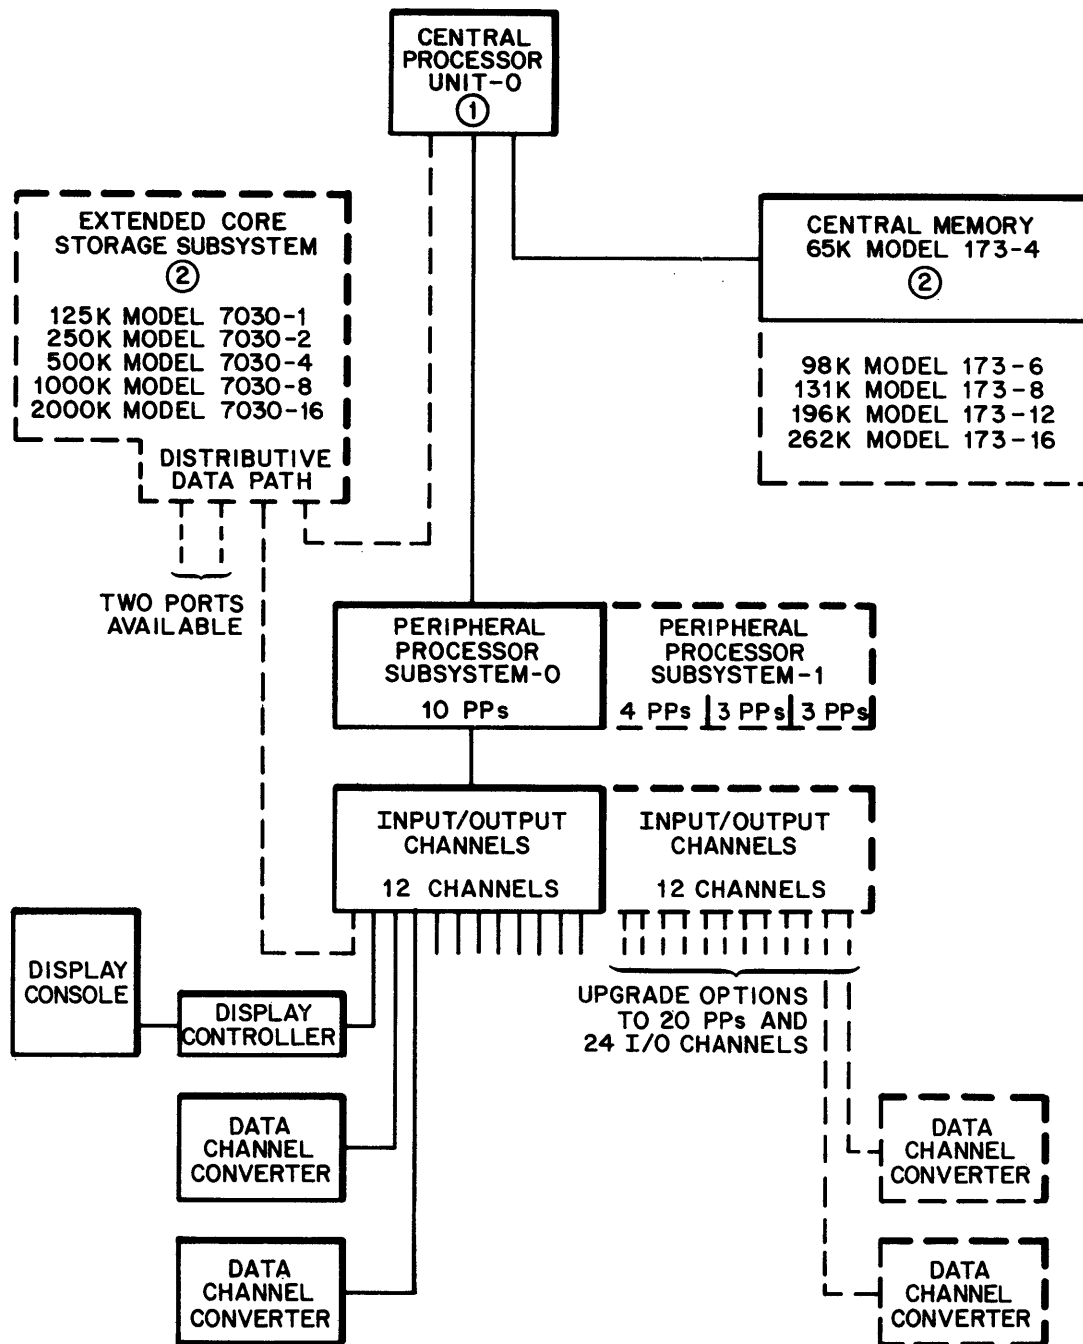 CENTRAL
PROCESSOR
UNIT-0
1
EXTENDED CORE
STORAGE SUBSYSTEM
2
125K MODEL 7030-1
250K MODEL 7030-2
500K MODEL 7030-4
1000K MODEL 7030-8
2000K MODEL 7030-16
DISTRIBUTIVE
DATA PATH
TWO PORTS
AVAILABLE
CENTRAL MEMORY
65K MODEL 173-4
2
98K MODEL 173-6
131K MODEL 173-8
196K MODEL 173-12
262K MODEL 173-16
PERIPHERAL
PROCESSOR
SUBSYSTEM-0
10 PPs
PERIPHERAL
PROCESSOR
SUBSYSTEM-1
4 PPs 3 PPs 3 PPs
INPUT/OUTPUT
CHANNELS
12 CHANNELS
INPUT/OUTPUT
CHANNELS
12 CHANNELS
UPGRADE OPTIONS
TO 20 PPs AND
24 I/O CHANNELS
DISPLAY
CONSOLE
DISPLAY
CONTROLLER
DATA
CHANNEL
CONVERTER
DATA
CHANNEL
CONVERTER
DATA
CHANNEL
CONVERTER
DATA
CHANNEL
CONVERTER